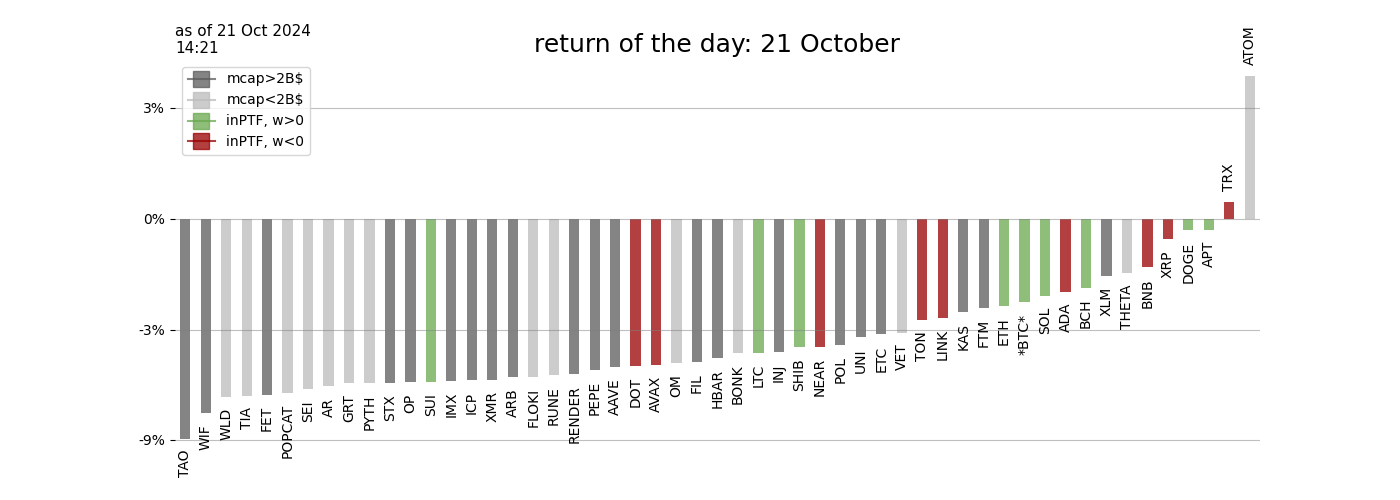 as of 21 Oct 2024
14:21
return of the day: 21 October
mcap>2B$
mcap<2B$
inPTF, w>0
inPTF, w<0
3%
0%
-3%
-9%
TAO
WIF
WLD
TIA
FET
POPCAT
SEI
AR
GRT
PYTH
STX
OP
SUI
IMX
ICP
XMR
ARB
FLOKI
RUNE
RENDER
PEPE
AAVE
DOT
AVAX
OM
FIL
HBAR
BONK
LTC
INJ
SHIB
NEAR
POL
UNI
ETC
VET
TON
LINK
KAS
FTM
ETH
*BTC*
SOL
ADA
BCH
XLM
THETA
BNB
XRP
DOGE
APT
TRX
ATOM